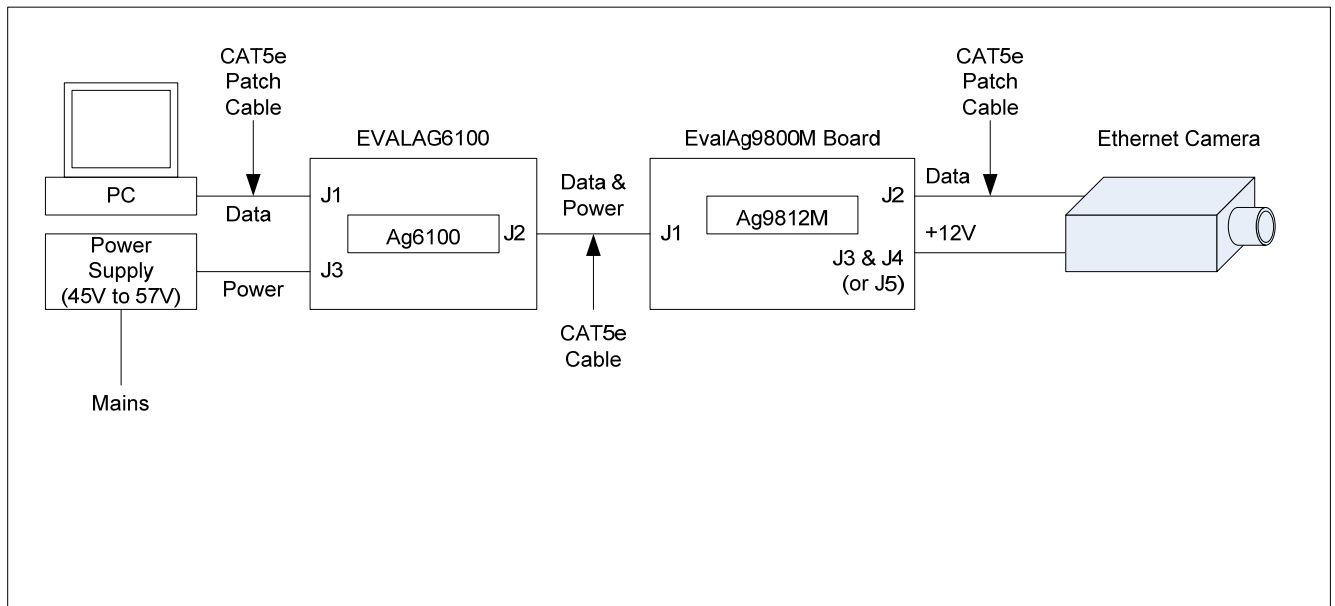 CAT5e
Patch
Cable
CAT5e
Patch
Cable
EVALAG6100
EvalAg9800M Board
Ethernet Camera
PC
Data
J1
Ag6100
J2
Data &
Power
J1
Ag9812M
J2
Data
+12V
J3 & J4
(or J5)
Power
Supply
(45V to 57V)
Power
J3
CAT5e
Cable
Mains